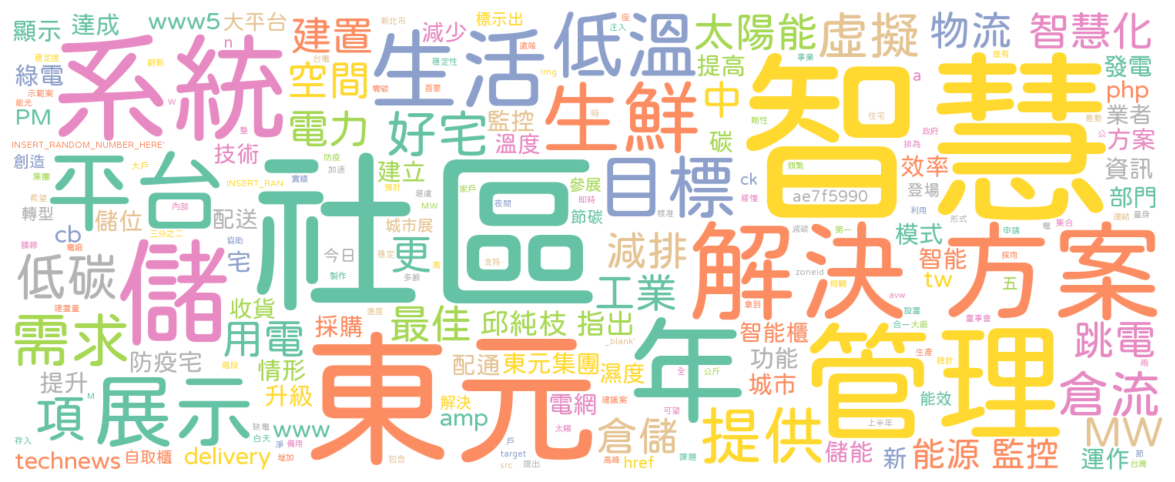 顯示 達成 www5 大平台 建置 減少 標示出 太陽能 虛擬 物流 智慧化
系統 生活 低溫 提高 中 智慧
綠電 空間 生鮮 發電
PM 電力 好宅 監控 碳 php 業者
INSERT_RANDOM_NUMBER_HERE' 技術 溫度 方案
創造 平台 社區 建立 目標 ck ae7f5990 效率 資訊
INSERT_RAN 參展 登場 部門
轉型 儲位 配送 城市展 節碳
cb 儲 宅 今日 更 減排 解決方案 模式 智能
低碳 工業 tw 五
收貨 採購 最佳 邱純枝 指出 年 智能櫃 管理 跳電
需求 用電 東元 配通 東元集團 功能
防疫宅 情形 濕度 城市 倉流
提升 升級 解決 電網 能效
項 展示 www amp 倉儲 提供 MW
technews 自取櫃 delivery href 儲能 新 能源 監控 運作
target
src
zoneid
_blank'
img
avw